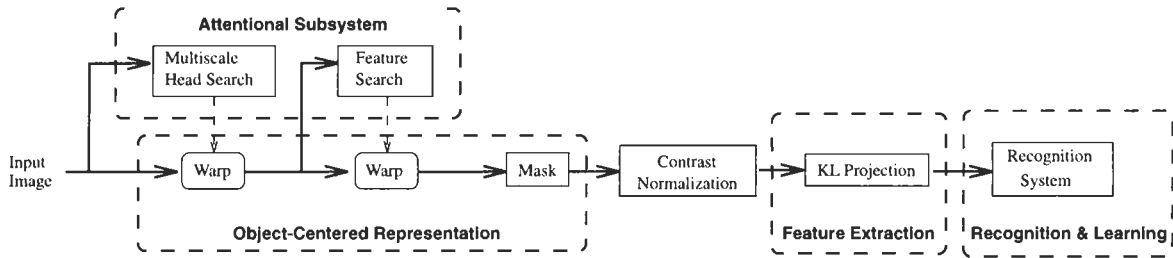 Attentional Subsystem
Multiscale
Head Search
Feature
Search
Input
Image
Warp
Warp
Mask
Contrast
Normalization
KL Projection
Recognition
System
Object-Centered Representation
Feature Extraction
Recognition & Learning